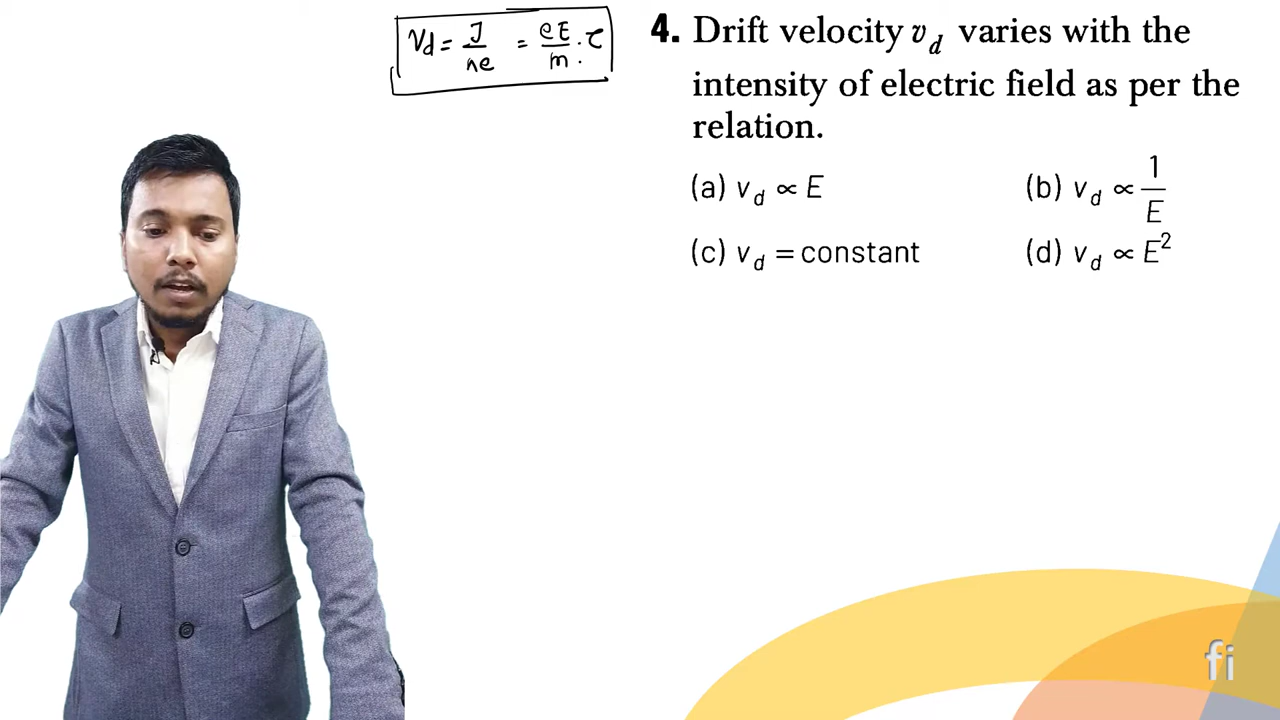 v_d = J/ne = eE/m · τ
4. Drift velocity v_d varies with the
intensity of electric field as per the
relation.
(a) v_d ∝ E (b) v_d ∝ 1/E
(c) v_d = constant (d) v_d ∝ E²
fi